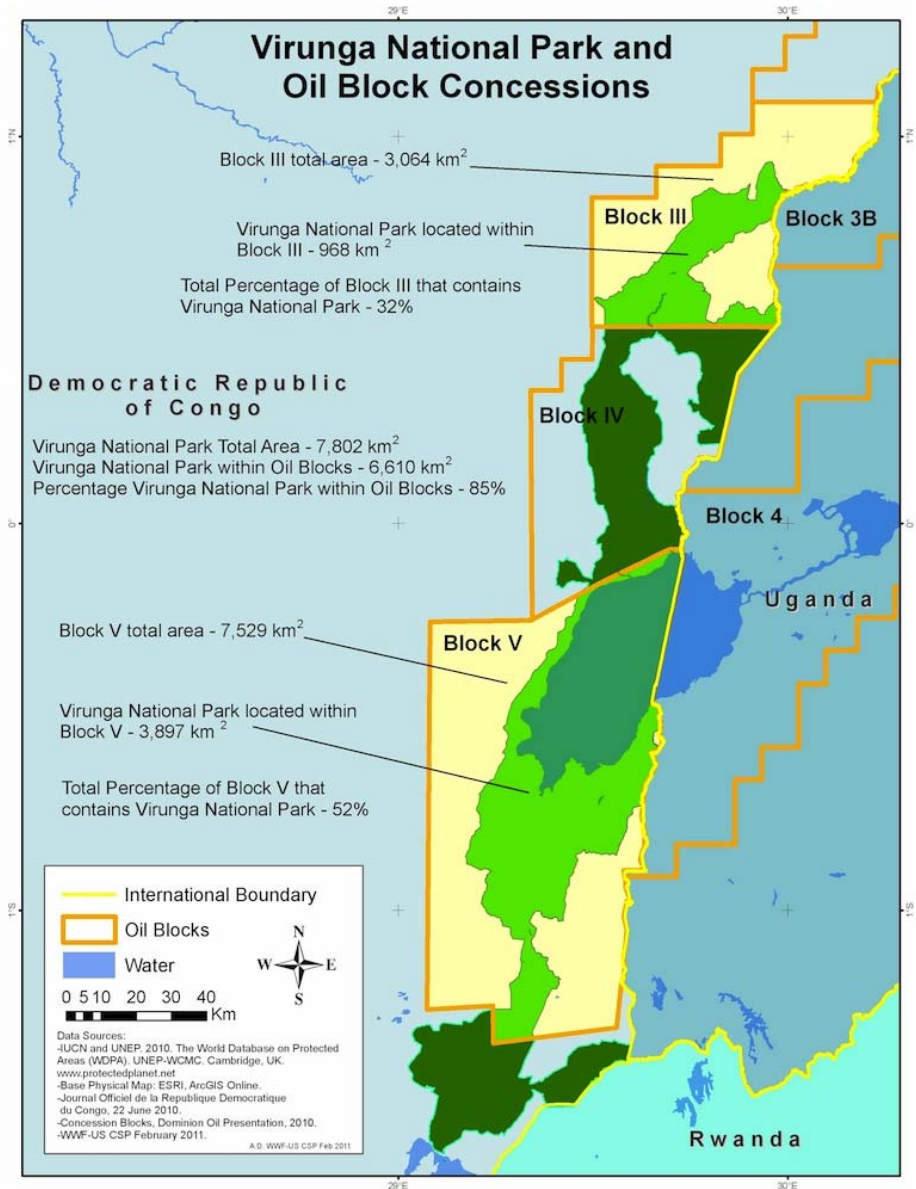 29°E
30°E
Virunga National Park and
Oil Block Concessions
1°N
1°N
Block III total area - 3,064 km2
Block III
Block 3B
Virunga National Park located within
Block III - 968 km 2
Total Percentage of Block III that contains
Virunga National Park - 32%
Democratic Republic
of Congo
Block IV
Virunga National Park Total Area - 7,802 km2
Virunga National Park within Oil Blocks - 6,610 km2
Percentage Virunga National Park within Oil Blocks - 85%
0°
0°
Block 4
Uganda
Block V total area - 7,529 km2
Block V
Virunga National Park located within
Block V - 3,897 km 2
Total Percentage of Block V that
contains Virunga National Park - 52%
International Boundary
Oil Blocks
Water
N
W E
S
1°S
1°S
0 5 10 20 30 40
Km
Data Sources:
-IUCN and UNEP. 2010. The World Database on Protected
Areas (WDPA). UNEP-WCMC. Cambridge, UK.
www.protectedplanet.net
-Base Physical Map: ESRI, ArcGIS Online.
-Journal Officiel de la Republique Democratique
du Congo, 22 June 2010.
-Concession Blocks, Dominion Oil Presentation, 2010.
-WWF-US CSP February 2011.
A.D. WWF-US CSP Feb 2011
Rwanda
29°E
30°E